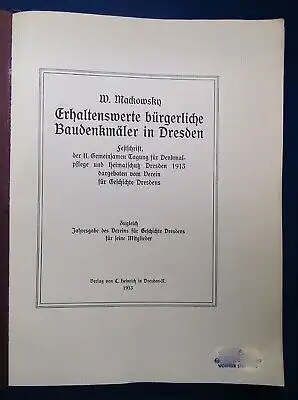 W. Mackowsky
Erhaltenswerte bürgerliche
Baudenkmäler in Dresden
Festschrift,
der II. Gemeinsamen Tagung für Denkmal-
pflege und Heimatschutz Dresden 1913
dargeboten vom Verein
für Geschichte Dresdens
Zugleich
Jahresgabe des Vereins für Geschichte Dresdens
für seine Mitglieder
Verlag von C. Heinrich in Dresden-N.
1913